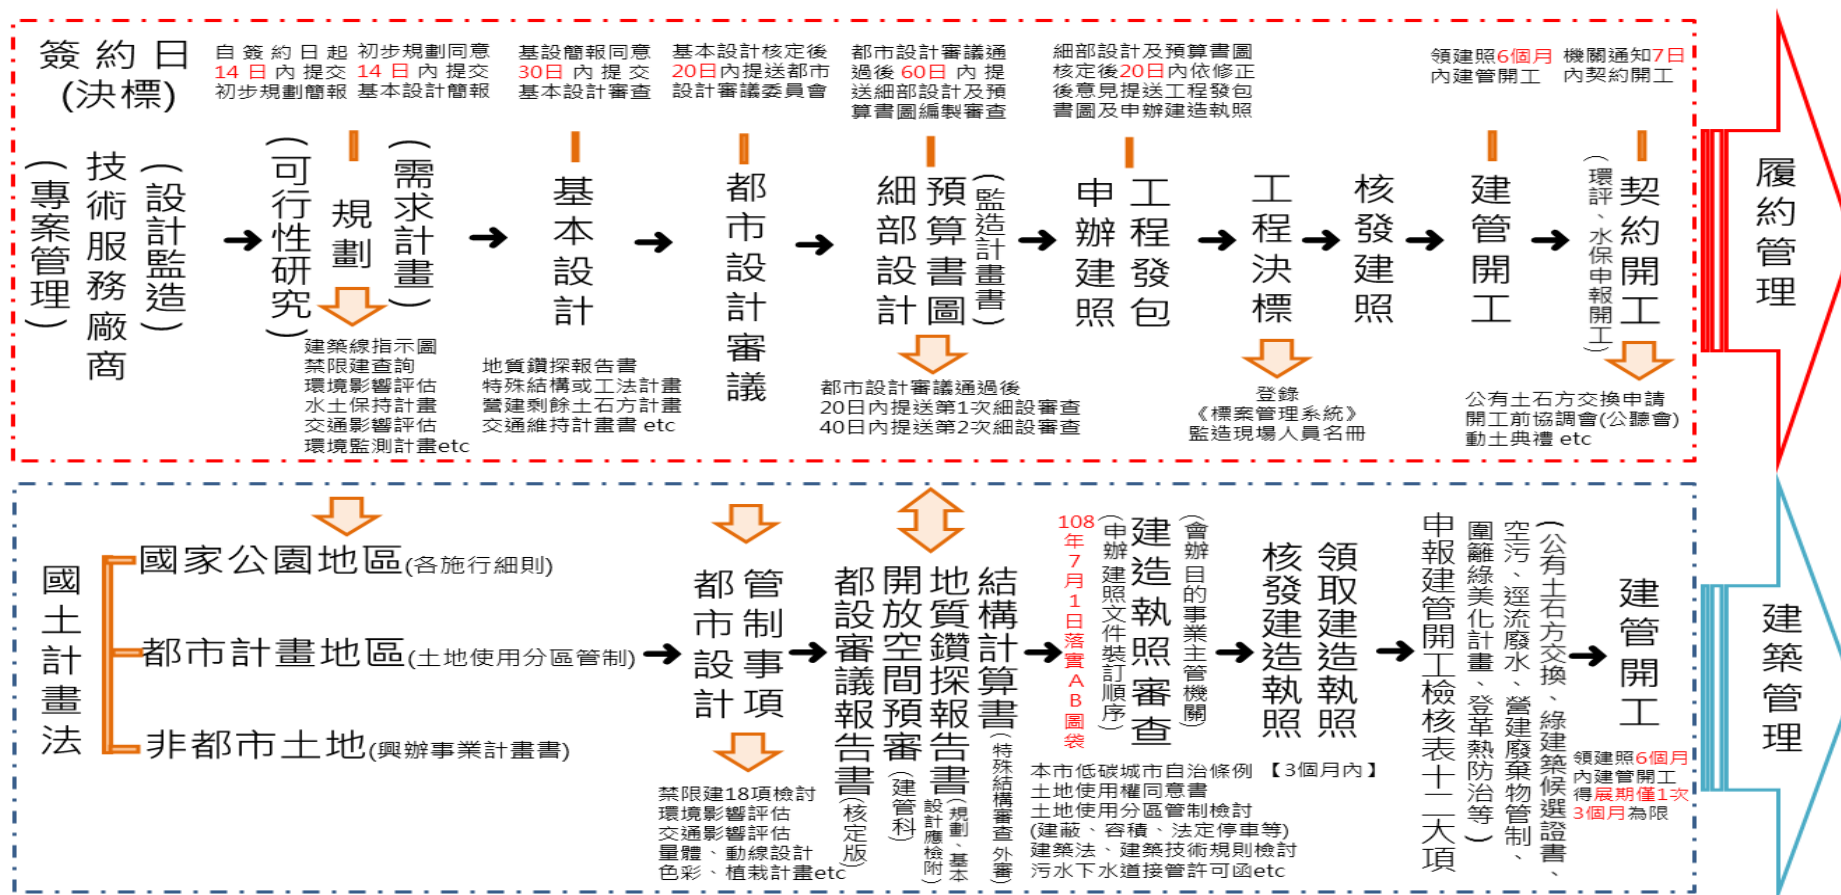 簽約日
(決標)
(專案管理)
技術服務廠商
(設計監造)
自簽約日起
14日內提交
初步規劃簡報
初步規劃同意
14日內提交
基本設計簡報
(可行性研究)
規劃
(需求計畫)
建築線指示圖
禁限建查詢
環境影響評估
水土保持計畫
交通影響評估
環境監測計畫etc
基設簡報同意
30日內提交
基本設計審查
基本設計
地質鑽探報告書
特殊結構或工法計畫
營建剩餘土石方計畫
交通維持計畫書 etc
基本設計核定後
20日內提送都市
設計審議委員會
都市設計審議
都市設計審議通
過後60日內提
送細部設計及預
算書圖編製審查
細部設計
預算書圖
(監造計畫書)
都市設計審議通過後
20日內提送第1次細設審查
40日內提送第2次細設審查
細部設計及預算書圖
核定後20日內依修正
後意見提送工程發包
書圖及申辦建造執照
申辦建照
工程發包
工程決標
登錄
《標案管理系統》
監造現場人員名冊
核發建照
領建照6個月
內建管開工
建管開工
機關通知7日
內契約開工
(環評、水保申報開工)
契約開工
公有土石方交換申請
開工前協調會(公聽會)
動土典禮 etc
履約管理
國土計畫法
國家公園地區(各施行細則)
都市計畫地區(土地使用分區管制)
非都市土地(興辦事業計畫書)
都市設計
管制事項
禁限建18項檢討
環境影響評估
交通影響評估
量體、動線設計
色彩、植栽計畫etc
都設審議報告書(核定版)
開放空間預審(建管科)
地質鑽探報告書(規劃、基本
設計應檢附)
結構計算書(特殊結構審查 外審)
108年7月1日落實AB圖袋
(申辦建照文件裝訂順序)
建造執照審查
(會辦目的事業主管機關)
本市低碳城市自治條例
土地使用權同意書
土地使用分區管制檢討
(建蔽、容積、法定停車等)
建築法、建築技術規則檢討
污水下水道接管許可函etc
核發建造執照
領取建造執照
【3個月內】
申報建管開工檢核表十二大項
(公有土石方交換、綠建築候選證書、
空污、逕流廢水、營建廢棄物管制、
圍籬綠美化計畫、登革熱防治等)
建管開工
領建照6個月
內建管開工
得展期僅1次
3個月為限
建築管理